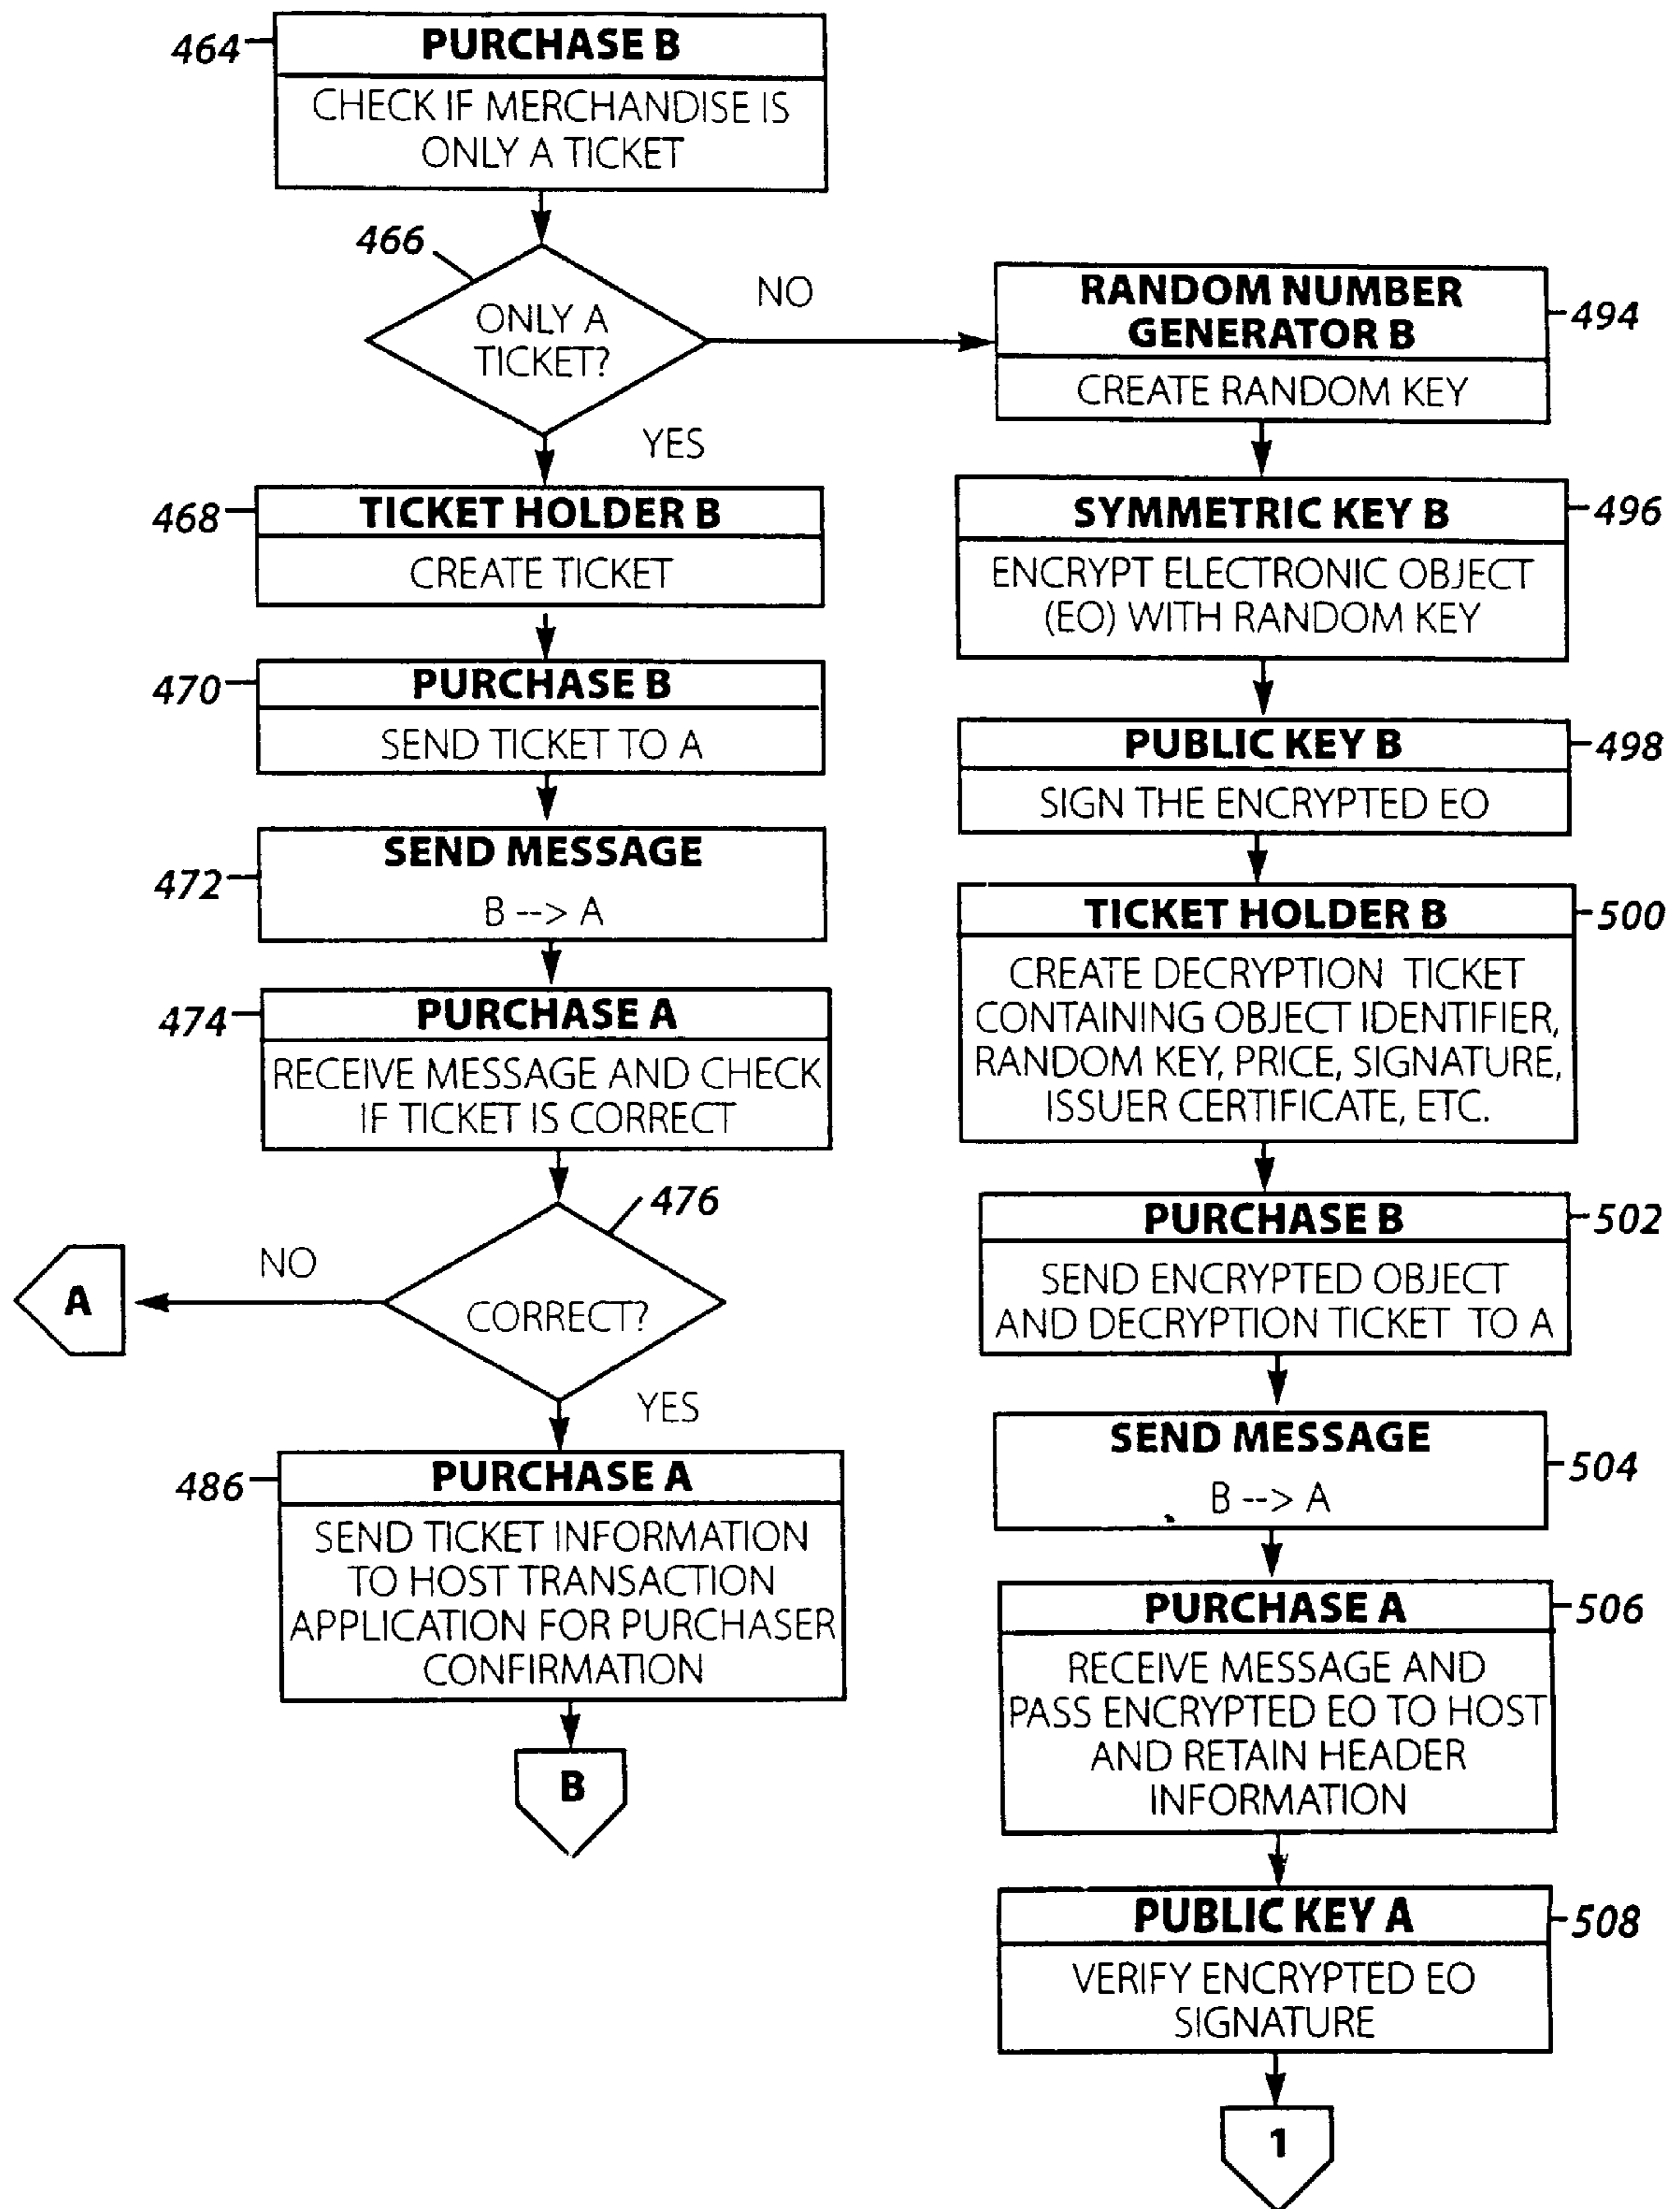 464
PURCHASE B
CHECK IF MERCHANDISE IS
ONLY A TICKET
466
ONLY A
TICKET?
NO
YES
468
TICKET HOLDER B
CREATE TICKET
470
PURCHASE B
SEND TICKET TO A
472
SEND MESSAGE
B --> A
474
PURCHASE A
RECEIVE MESSAGE AND CHECK
IF TICKET IS CORRECT
476
CORRECT?
NO
A
YES
486
PURCHASE A
SEND TICKET INFORMATION
TO HOST TRANSACTION
APPLICATION FOR PURCHASER
CONFIRMATION
B
RANDOM NUMBER
GENERATOR B
494
CREATE RANDOM KEY
SYMMETRIC KEY B
496
ENCRYPT ELECTRONIC OBJECT
(EO) WITH RANDOM KEY
PUBLIC KEY B
498
SIGN THE ENCRYPTED EO
TICKET HOLDER B
500
CREATE DECRYPTION TICKET
CONTAINING OBJECT IDENTIFIER,
RANDOM KEY, PRICE, SIGNATURE,
ISSUER CERTIFICATE, ETC.
PURCHASE B
502
SEND ENCRYPTED OBJECT
AND DECRYPTION TICKET TO A
SEND MESSAGE
504
B --> A
PURCHASE A
506
RECEIVE MESSAGE AND
PASS ENCRYPTED EO TO HOST
AND RETAIN HEADER
INFORMATION
PUBLIC KEY A
508
VERIFY ENCRYPTED EO
SIGNATURE
1